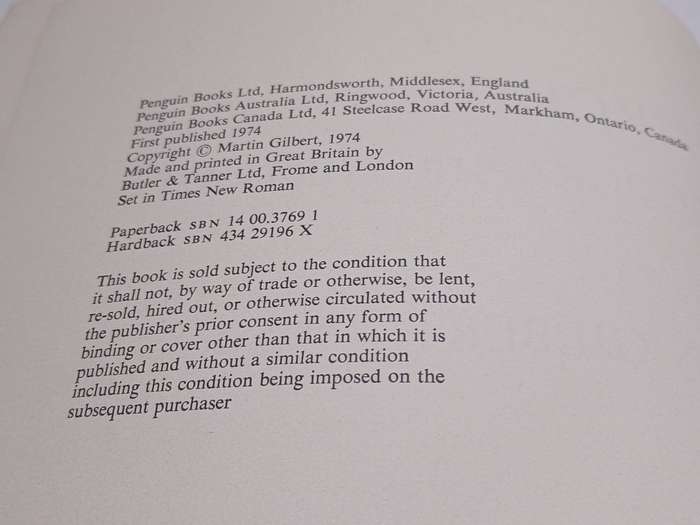 Penguin Books Ltd, Harmondsworth, Middlesex, England
Penguin Books Australia Ltd, Ringwood, Victoria, Australia
Penguin Books Canada Ltd, 41 Steelcase Road West, Markham, Ontario, Canada
First published 1974
Copyright © Martin Gilbert, 1974
Made and printed in Great Britain by
Butler & Tanner Ltd, Frome and London
Set in Times New Roman
Paperback SBN 14 00.3769 1
Hardback SBN 434 29196 X
This book is sold subject to the condition that
it shall not, by way of trade or otherwise, be lent,
re-sold, hired out, or otherwise circulated without
the publisher's prior consent in any form of
binding or cover other than that in which it is
published and without a similar condition
including this condition being imposed on the
subsequent purchaser